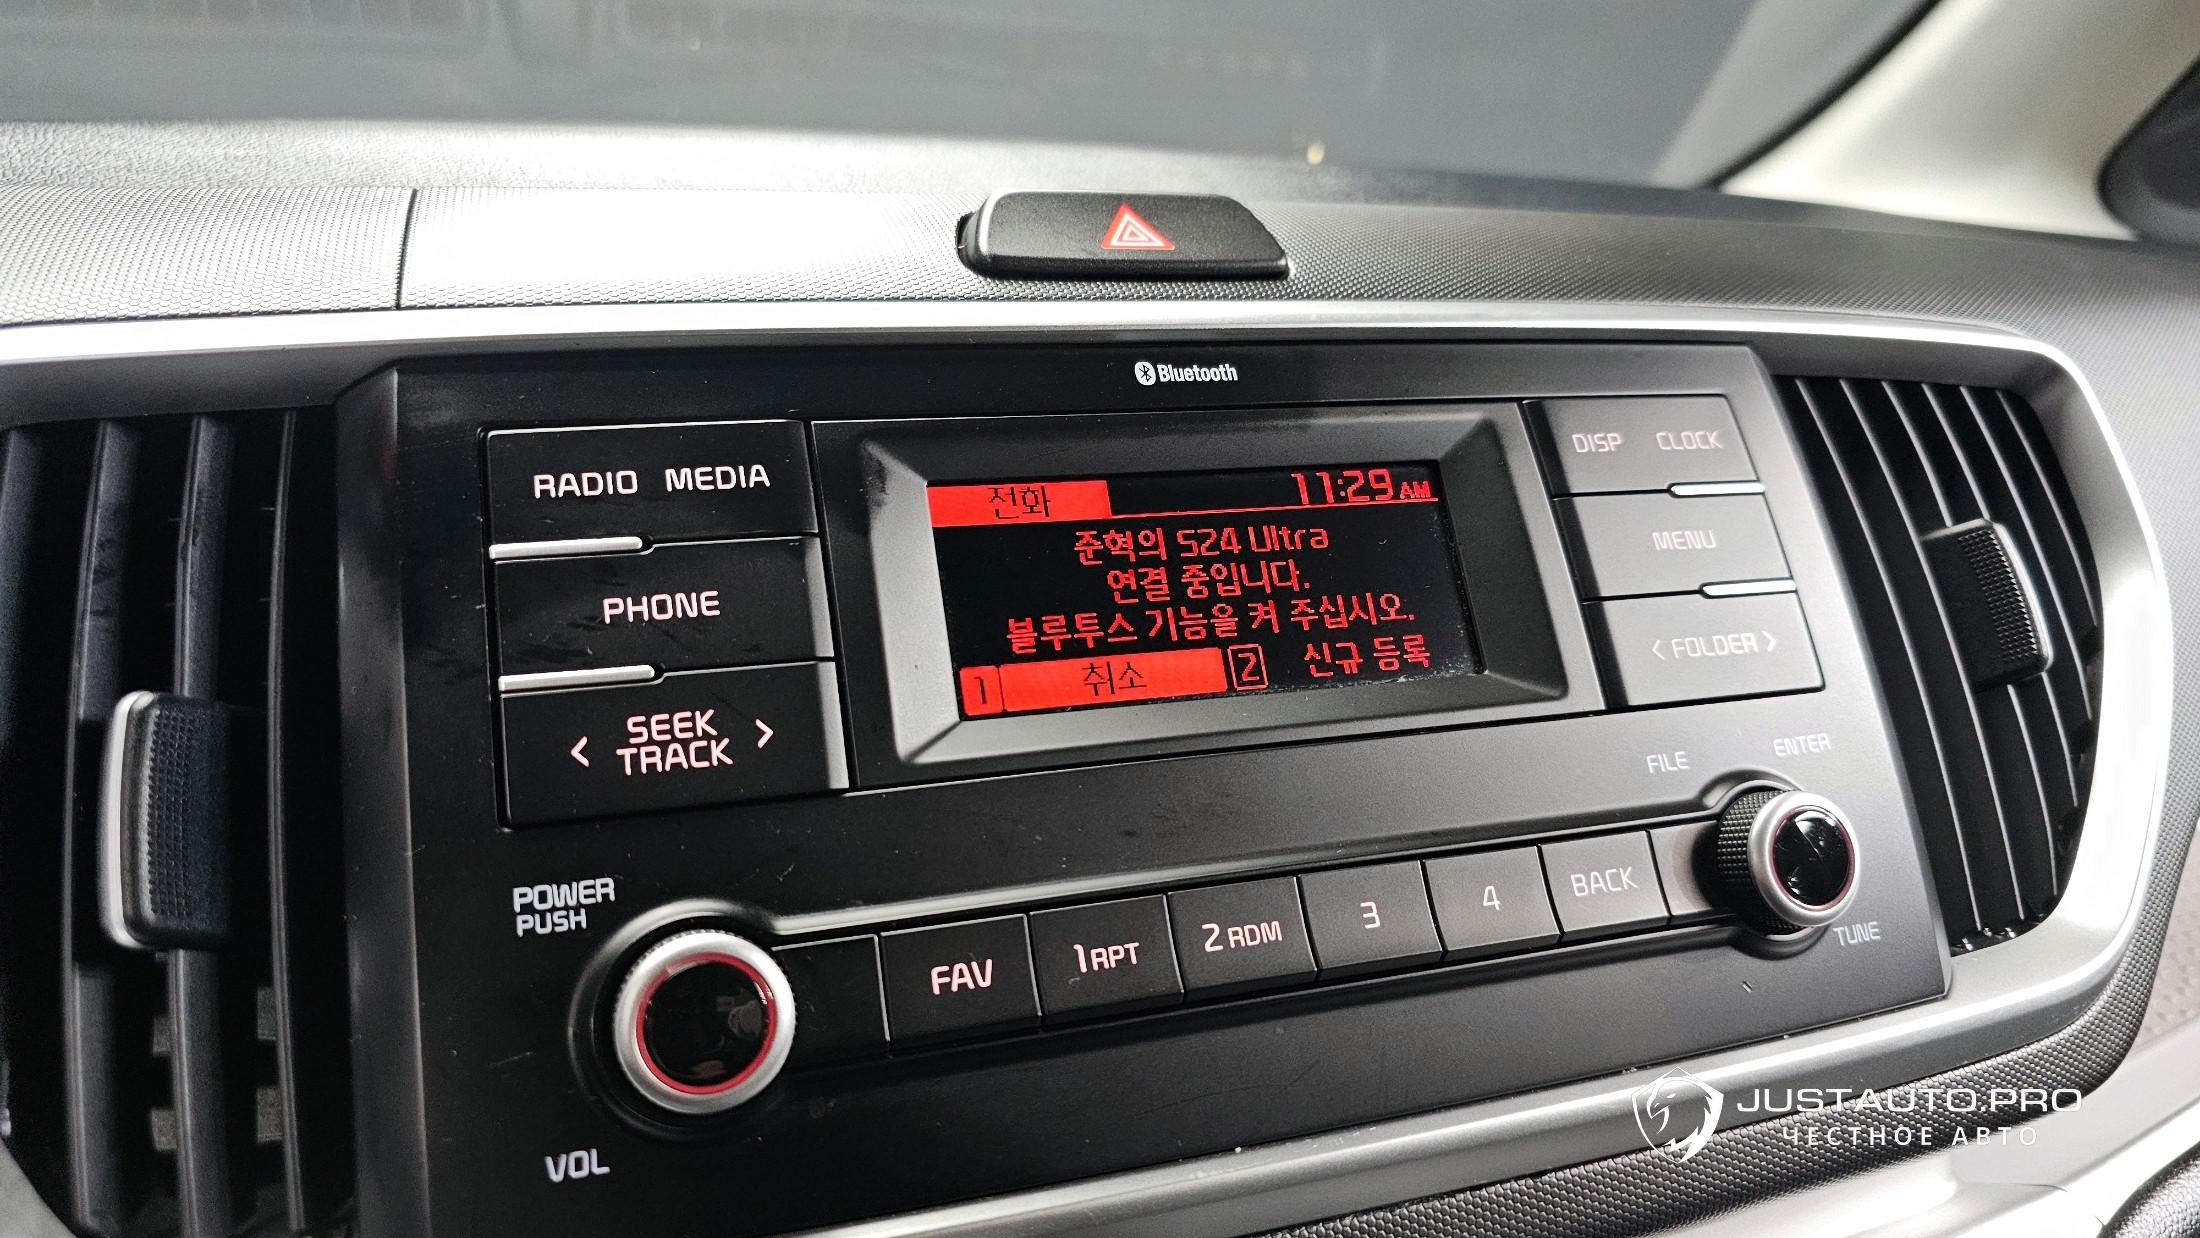 Bluetooth
RADIO MEDIA
PHONE
< SEEK TRACK >
전화 11:29 AM
준혁의 S24 Ultra
연결 중입니다.
블루투스 기능을 켜 주십시오.
1 취소 2 신규 등록
DISP CLOCK
MENU
< FOLDER >
FILE ENTER
TUNE
POWER
PUSH
VOL
FAV 1 RPT 2 RDM 3 4 BACK
JUSTAUTO.PRO
ЧЕСТНОЕ АВТО